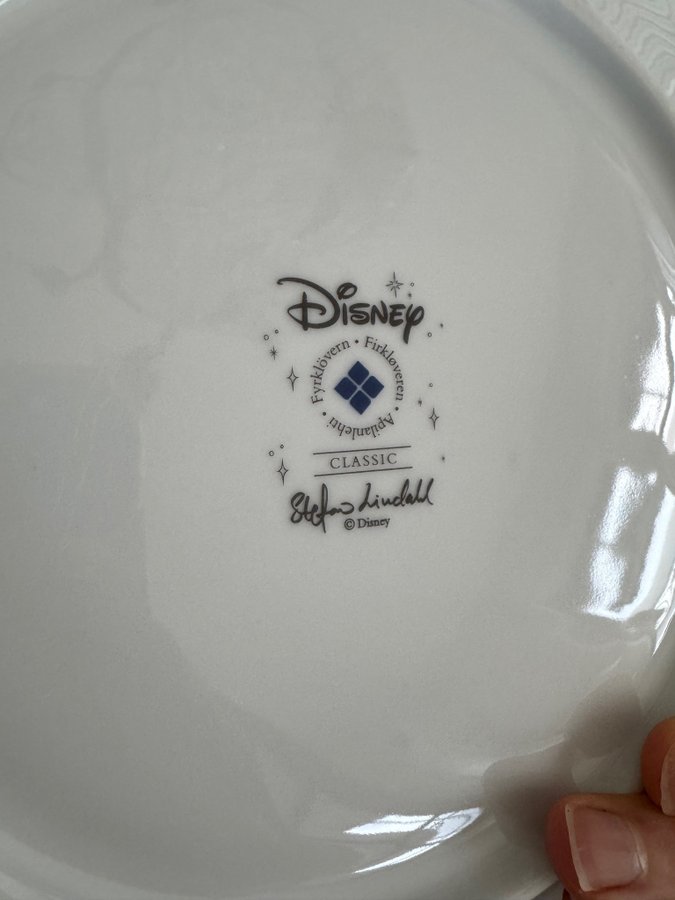 Disney
Fyrklövern • Firkløveren • Apilanlehti •
CLASSIC
Stefan Lindahl
© Disney